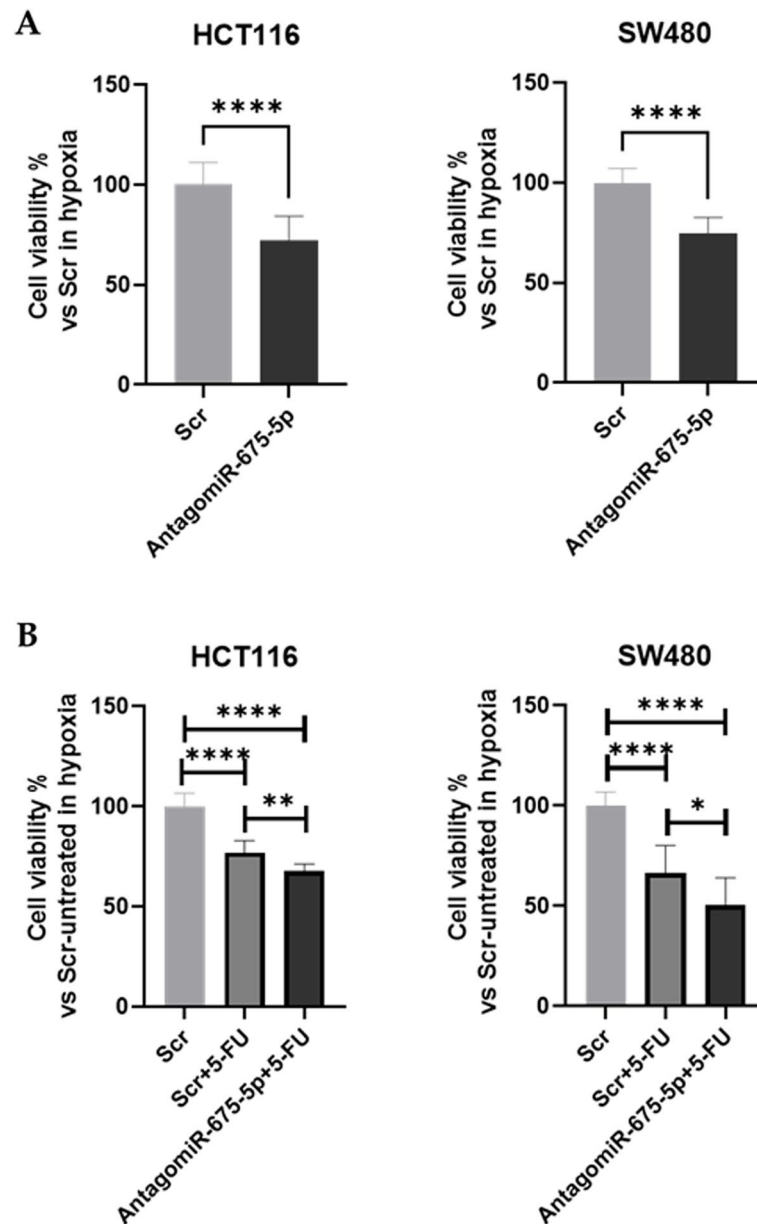 A
HCT116
Cell viability %
vs Scr in hypoxia
150
100
50
0
****
Scr
AntagomiR-675-5p
SW480
Cell viability %
vs Scr in hypoxia
150
100
50
0
****
Scr
AntagomiR-675-5p
B
HCT116
Cell viability %
vs Scr-untreated in hypoxia
150
100
50
0
****
****
**
Scr
Scr+5-FU
AntagomiR-675-5p+5-FU
SW480
Cell viability %
vs Scr-untreated in hypoxia
150
100
50
0
****
****
*
Scr
Scr+5-FU
AntagomiR-675-5p+5-FU